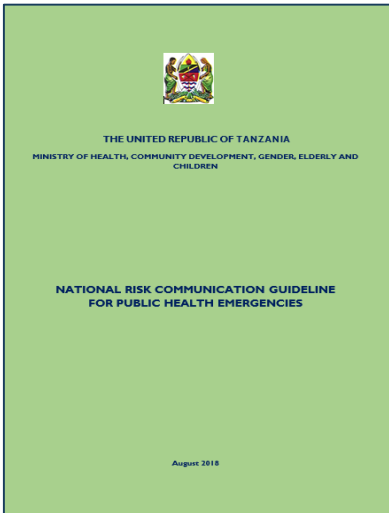 THE UNITED REPUBLIC OF TANZANIA
MINISTRY OF HEALTH, COMMUNITY DEVELOPMENT, GENDER, ELDERLY AND
CHILDREN
NATIONAL RISK COMMUNICATION GUIDELINE
FOR PUBLIC HEALTH EMERGENCIES
August 2018